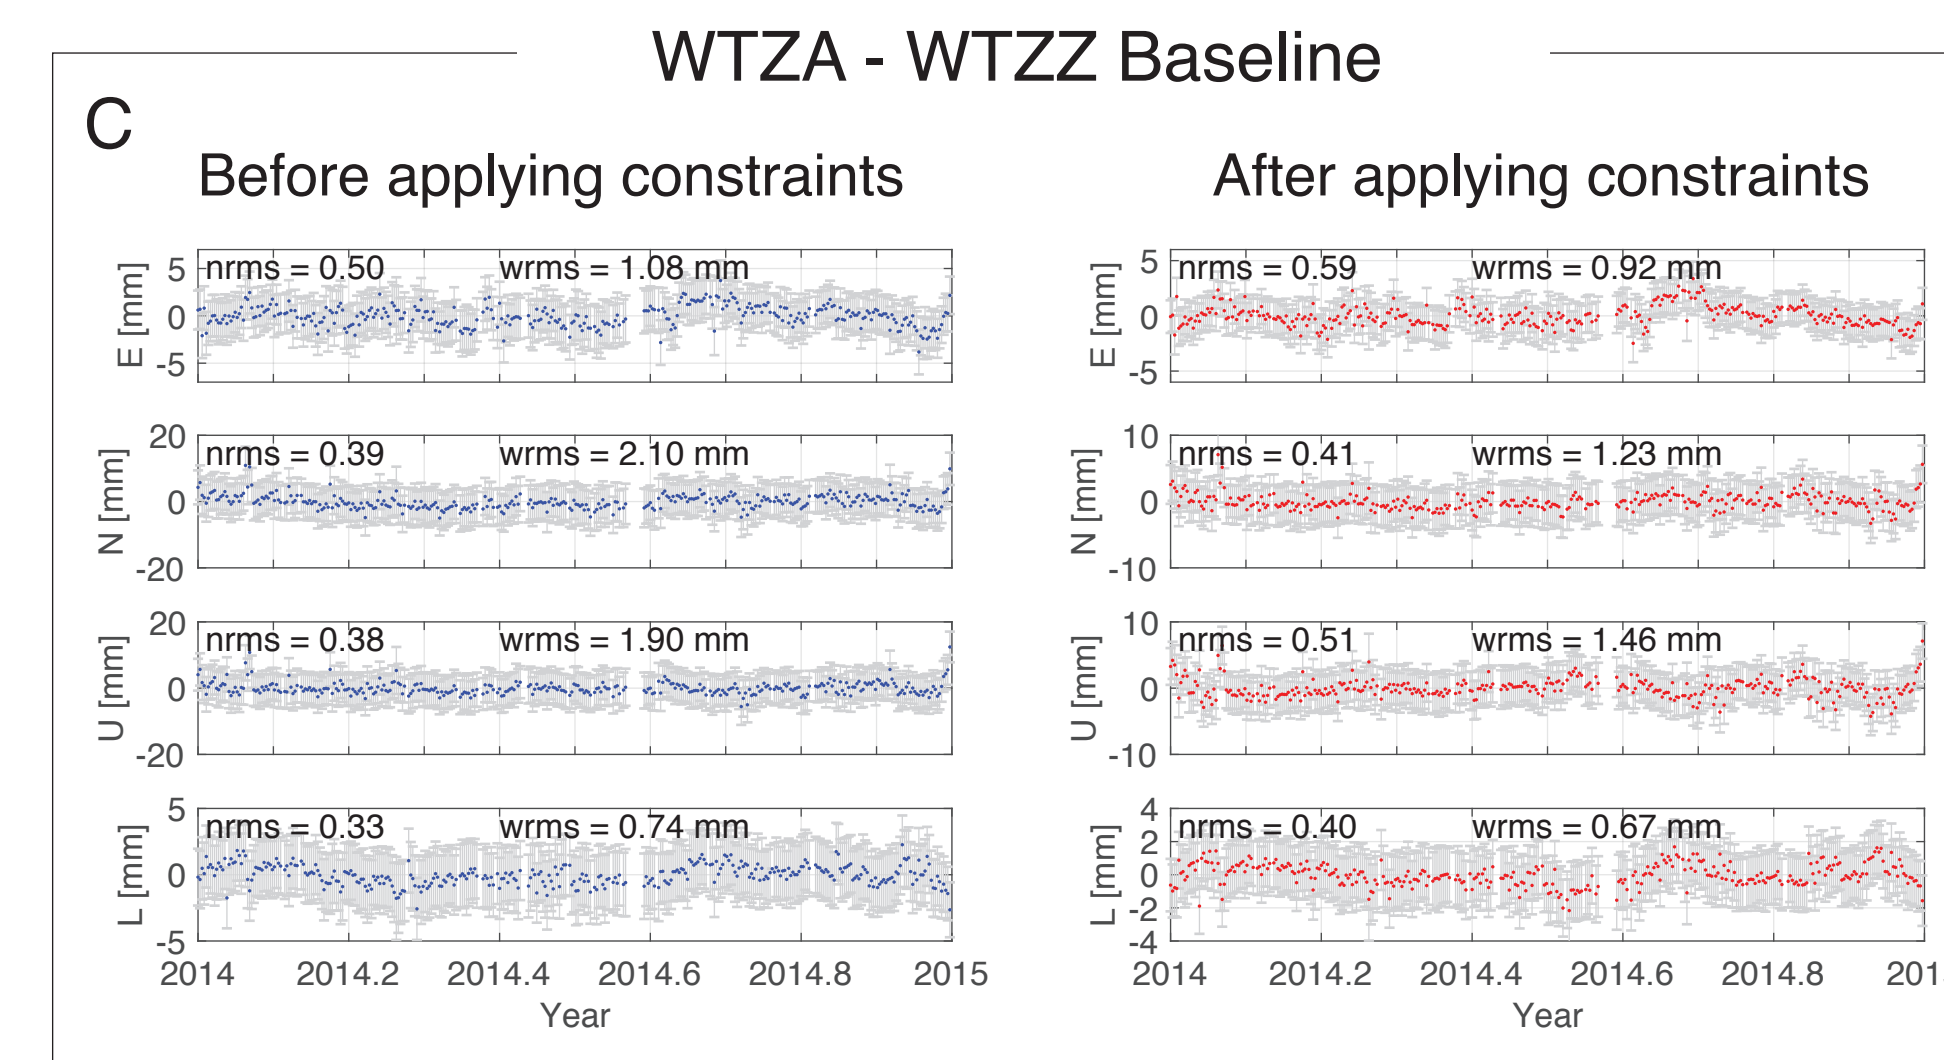 WTZA - WTZZ Baseline
C
Before applying constraints
E [mm]
5
0
-5
nrms = 0.50
wrms = 1.08 mm
N [mm]
20
0
-20
nrms = 0.39
wrms = 2.10 mm
U [mm]
20
0
-20
nrms = 0.38
wrms = 1.90 mm
L [mm]
5
0
-5
nrms = 0.33
wrms = 0.74 mm
2014 2014.2 2014.4 2014.6 2014.8 2015
Year
After applying constraints
E [mm]
5
0
-5
nrms = 0.59
wrms = 0.92 mm
N [mm]
10
0
-10
nrms = 0.41
wrms = 1.23 mm
U [mm]
10
0
-10
nrms = 0.51
wrms = 1.46 mm
L [mm]
4
2
0
-2
-4
nrms = 0.40
wrms = 0.67 mm
2014 2014.2 2014.4 2014.6 2014.8
Year